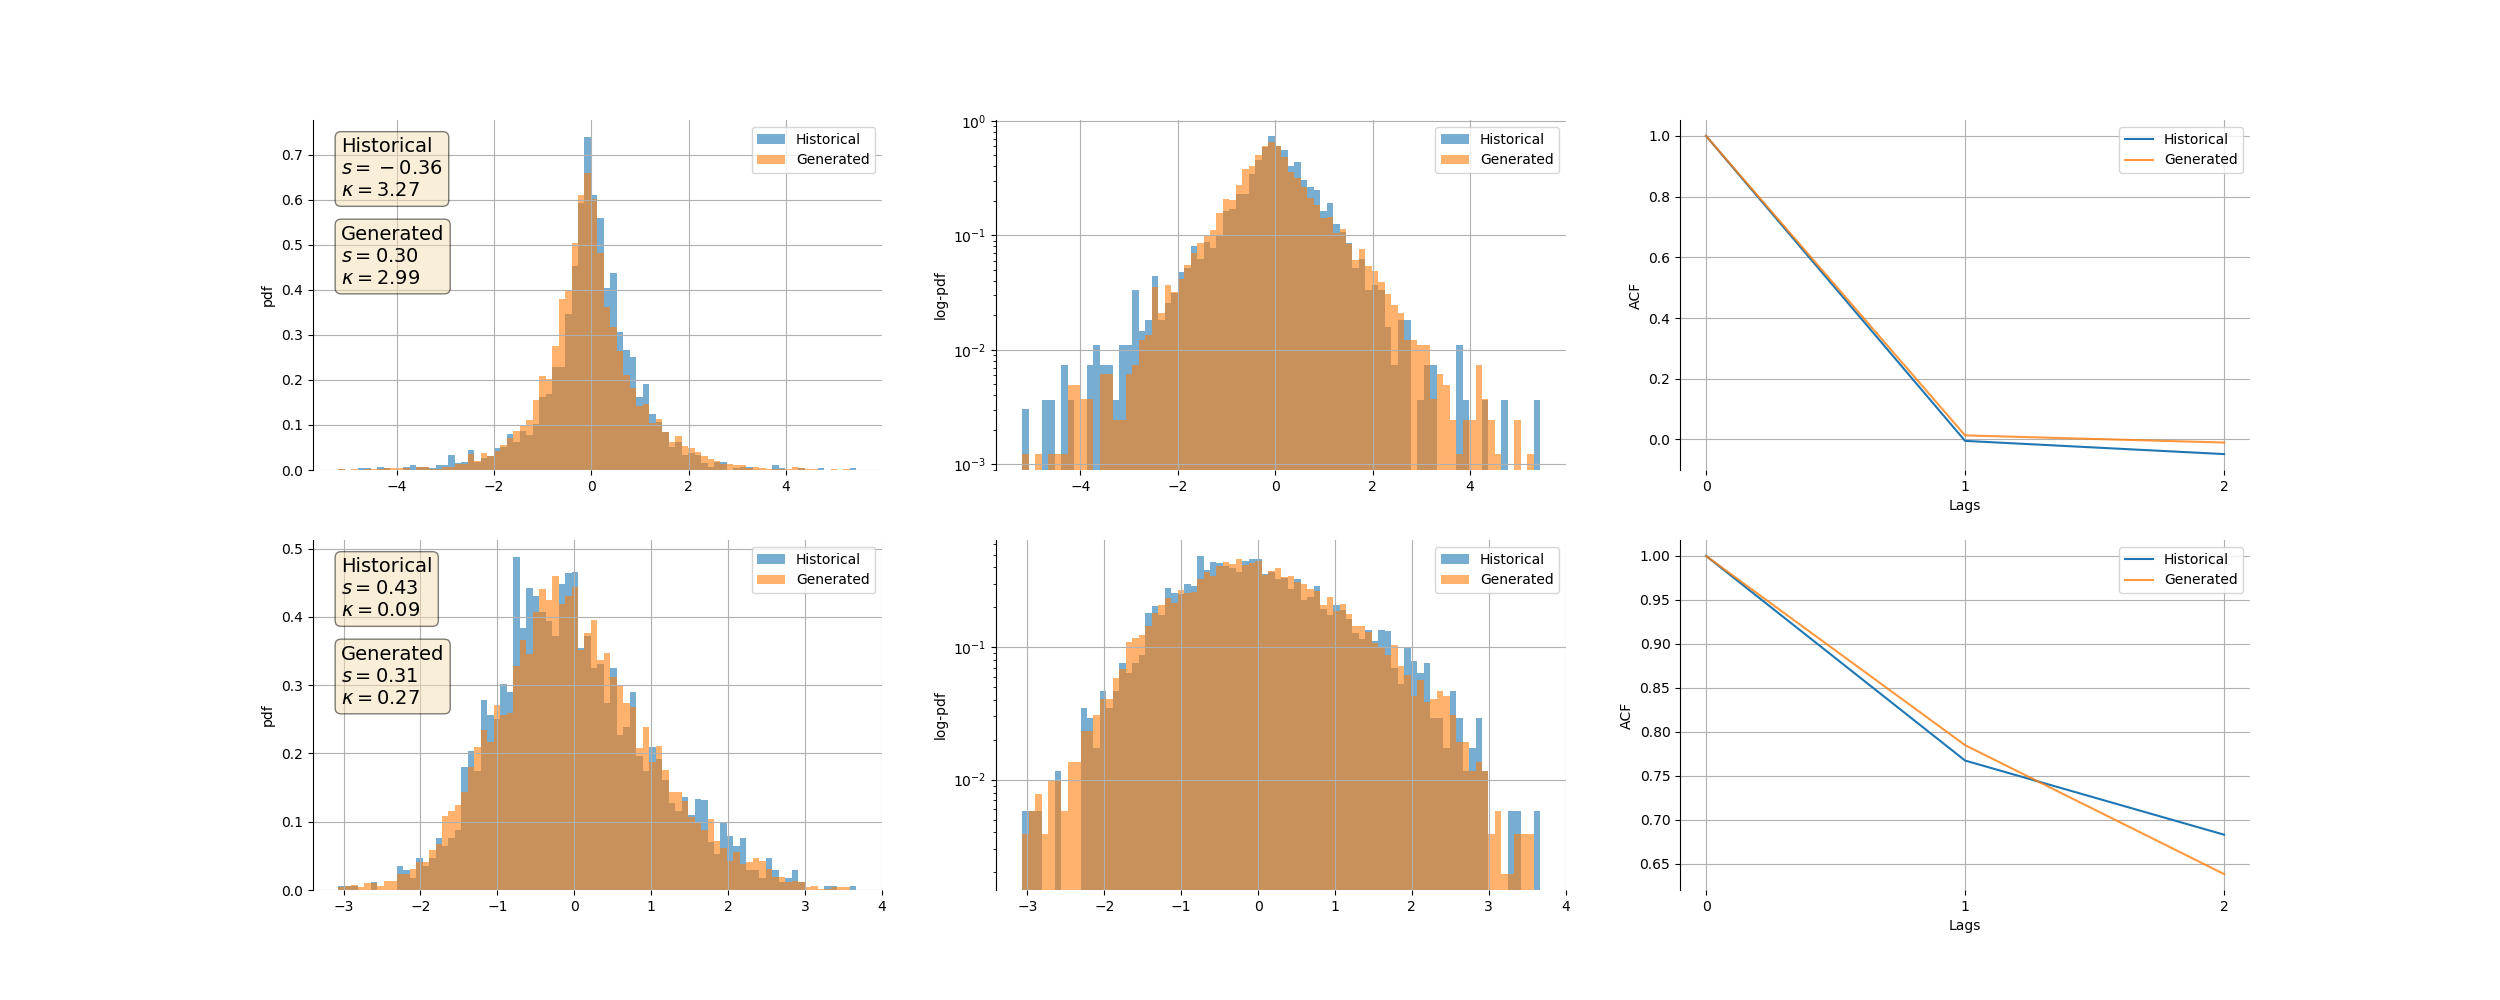 Historical
s = −0.36
κ = 3.27
Generated
s = 0.30
κ = 2.99
Historical
Generated
pdf
0.7
0.6
0.5
0.4
0.3
0.2
0.1
0.0
−4 −2 0 2 4
Historical
Generated
log-pdf
10⁰
10⁻¹
10⁻²
10⁻³
−4 −2 0 2 4
Historical
Generated
ACF
1.0
0.8
0.6
0.4
0.2
0.0
0 1 2
Lags
Historical
s = 0.43
κ = 0.09
Generated
s = 0.31
κ = 0.27
Historical
Generated
pdf
0.5
0.4
0.3
0.2
0.1
0.0
−3 −2 −1 0 1 2 3 4
Historical
Generated
log-pdf
10⁻¹
10⁻²
−3 −2 −1 0 1 2 3 4
Historical
Generated
ACF
1.00
0.95
0.90
0.85
0.80
0.75
0.70
0.65
0 1 2
Lags